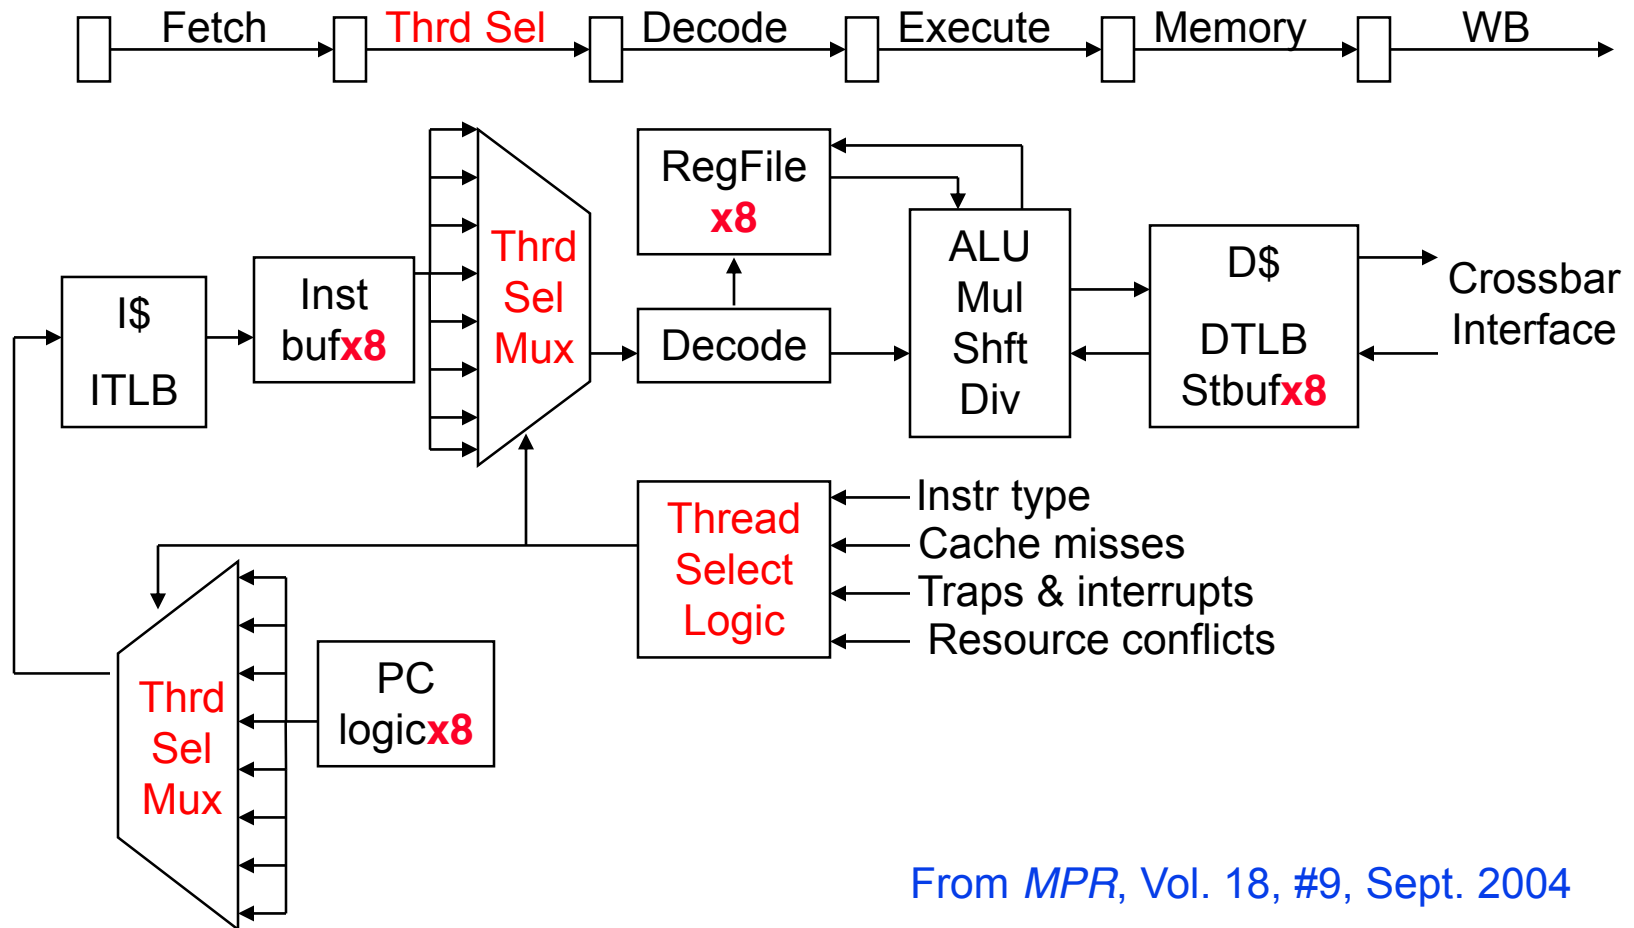 Fetch
Thrd Sel
Decode
Execute
Memory
WB
I$
ITLB
Inst
bufx8
Thrd
Sel
Mux
RegFile
x8
Decode
ALU
Mul
Shft
Div
D$
DTLB
Stbufx8
Crossbar
Interface
Thread
Select
Logic
Instr type
Cache misses
Traps & interrupts
Resource conflicts
Thrd
Sel
Mux
PC
logicx8
From MPR, Vol. 18, #9, Sept. 2004